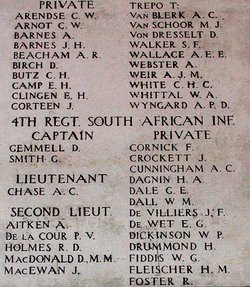 PRIVATE
ARENDSE C. W.
ARNOT C. W.
BARNES A.
BARNES J. H.
BEACHAM A. R.
BIRCH D.
BUTZ C. H.
CAMP E. H.
CLINGEN E. H.
CORTEEN J.
TREPO T.
VAN BLERK A. C.
VAN SCHOOR M. J.
VON DRESSELT D.
WALKER S. F.
WALLACE A. E. E.
WEBSTER A.
WEIR A. J. M.
WHITE C. H. C.
WHITTAL W. A.
WYNGARD A. P. D.
4TH REGT. SOUTH AFRICAN INF.
CAPTAIN
GEMMELL D.
SMITH G.
LIEUTENANT
CHASE A. C.
SECOND LIEUT.
AITKEN A.
DE LA COUR P. V.
HOLMES R. D.
MACDONALD D. M. M.
MACEWAN J.
PRIVATE
CORNICK F.
CROCKETT J.
CUNNINGHAM A. C.
DAGNIN H. A.
DALE G. E.
DALL W. M.
DE VILLIERS J. F.
DE WET E. G.
DICKINSON W. P.
DRUMMOND H.
FIDDIS W. G.
FLEISCHER H. M.
FOSTER R.